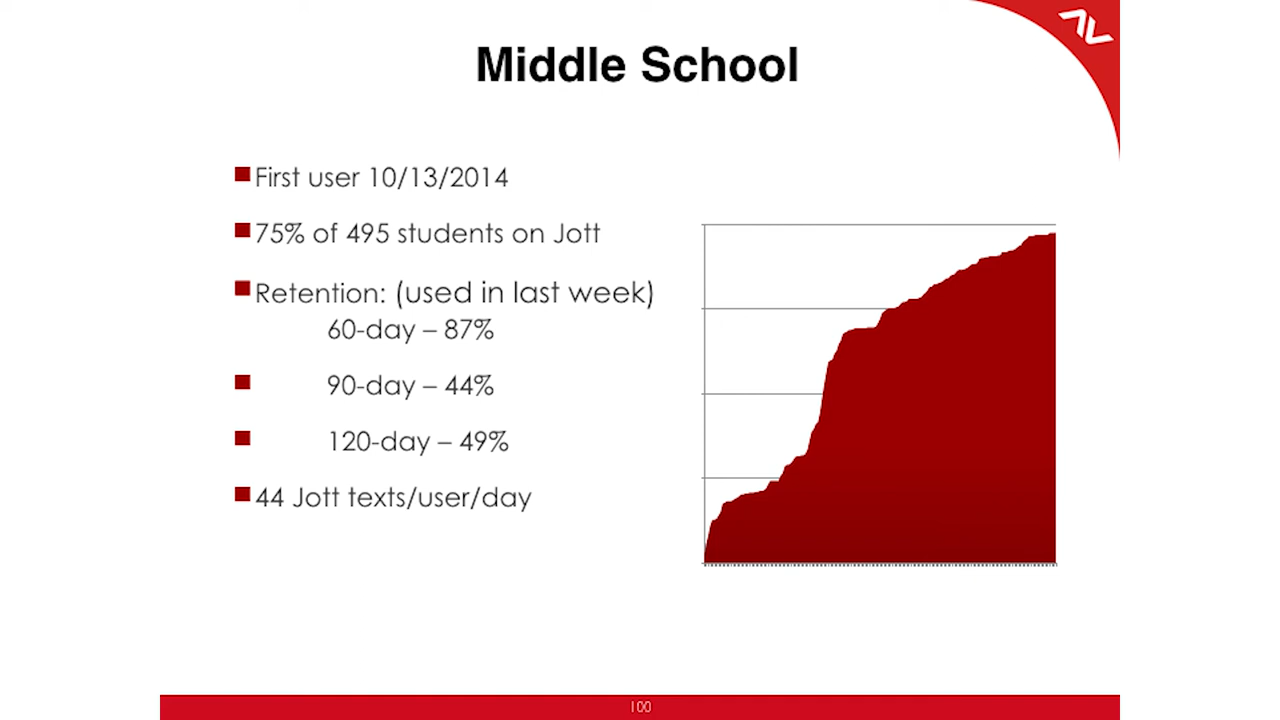 Middle School
First user 10/13/2014
75% of 495 students on Jott
Retention: (used in last week)
60-day – 87%
90-day – 44%
120-day – 49%
44 Jott texts/user/day
100